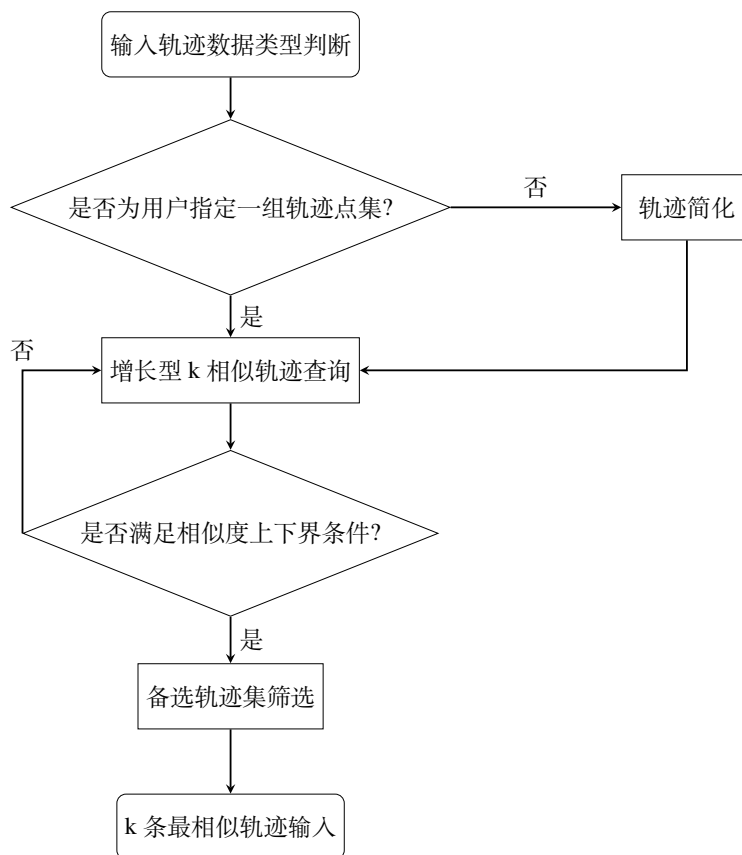 输入轨迹数据类型判断
是否为用户指定一组轨迹点集?
否
轨迹简化
是
否
增长型 k 相似轨迹查询
是否满足相似度上下界条件?
是
备选轨迹集筛选
k 条最相似轨迹输入